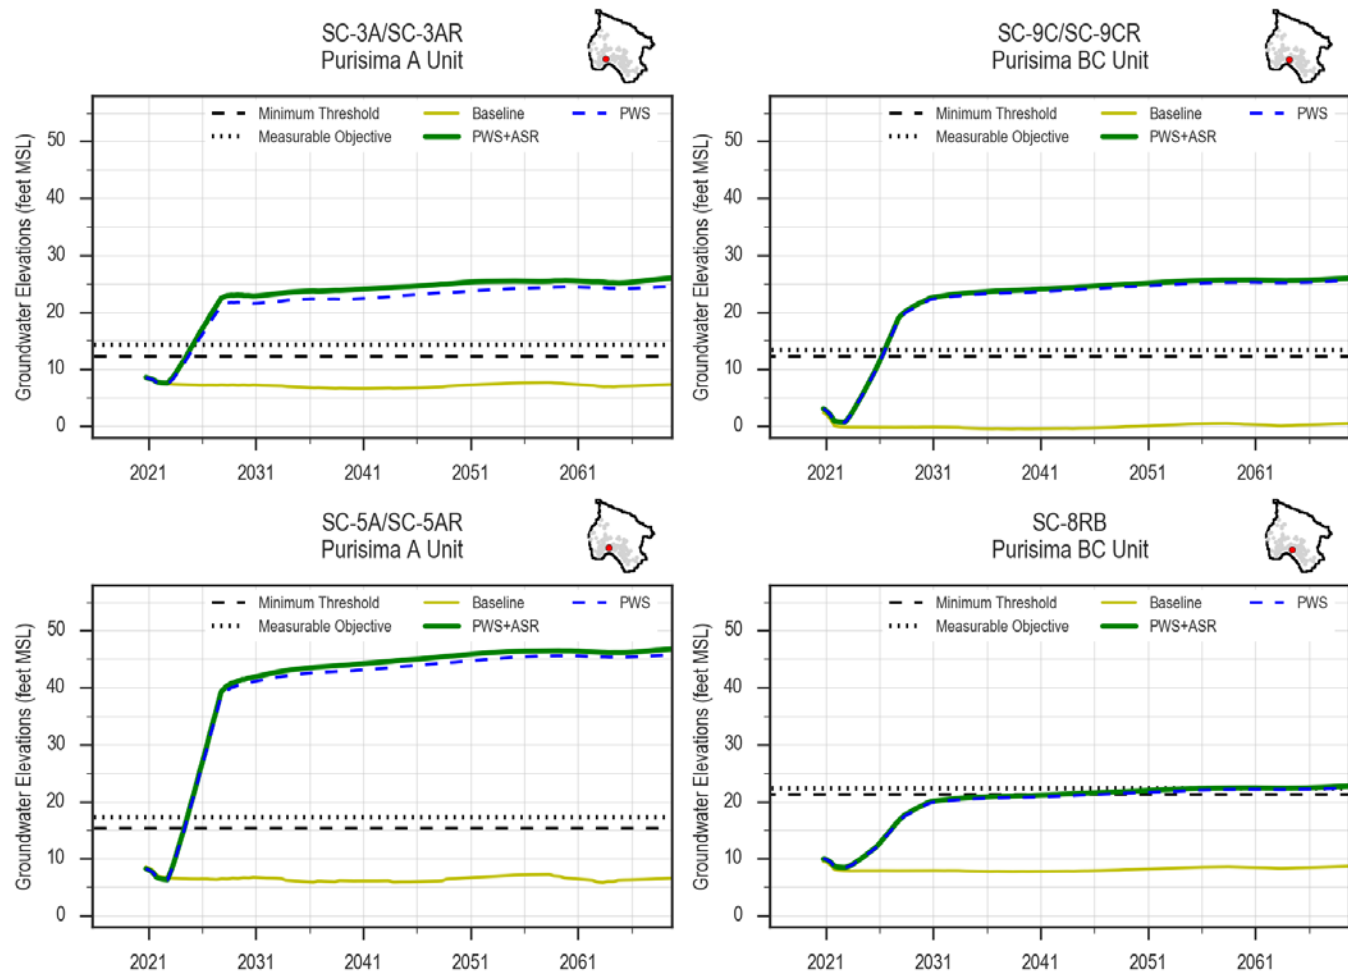 SC-3A/SC-3AR
Purisima A Unit
Minimum Threshold
Measurable Objective
Baseline
PWS+ASR
PWS
Groundwater Elevations (feet MSL)
50
40
30
20
10
0
2021 2031 2041 2051 2061
SC-9C/SC-9CR
Purisima BC Unit
Minimum Threshold
Measurable Objective
Baseline
PWS+ASR
PWS
Groundwater Elevations (feet MSL)
50
40
30
20
10
0
2021 2031 2041 2051 2061
SC-5A/SC-5AR
Purisima A Unit
Minimum Threshold
Measurable Objective
Baseline
PWS+ASR
PWS
Groundwater Elevations (feet MSL)
50
40
30
20
10
0
2021 2031 2041 2051 2061
SC-8RB
Purisima BC Unit
Minimum Threshold
Measurable Objective
Baseline
PWS+ASR
PWS
Groundwater Elevations (feet MSL)
50
40
30
20
10
0
2021 2031 2041 2051 2061